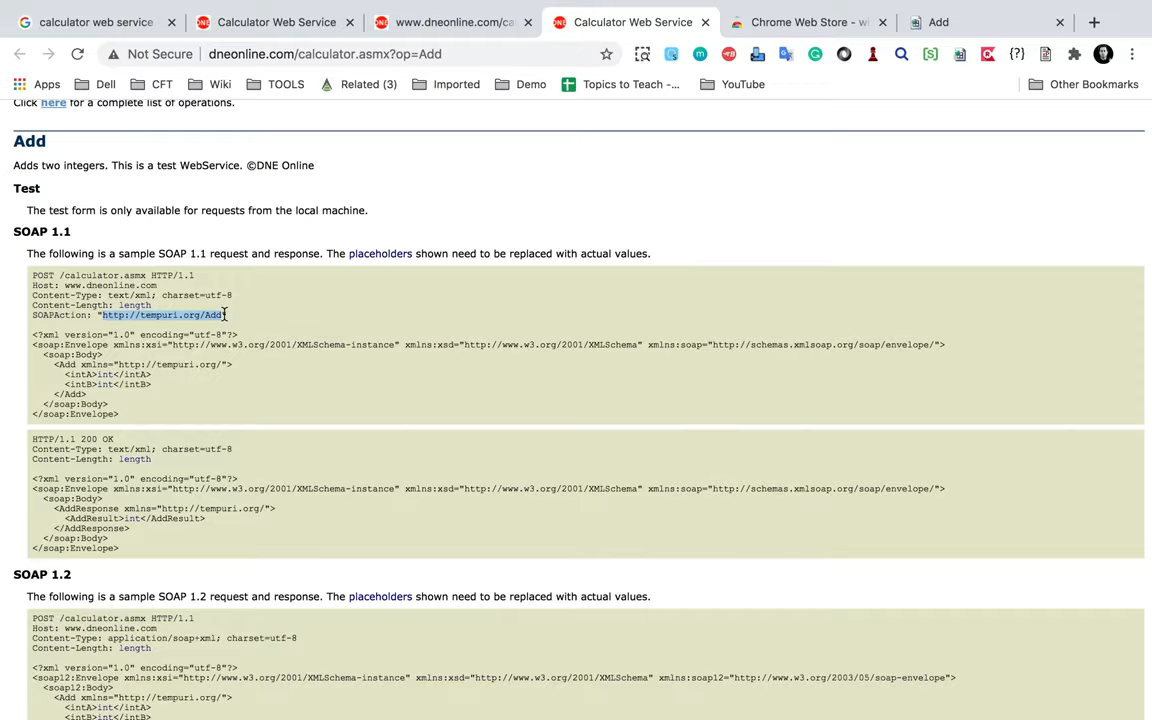 google web service
Calculator Web Service
www.dneonline.com/ca
Calculator Web Service
Chrome Web Store - wi
Add
Not Secure
dneonline.com/calculator.asmx?op=Add
Apps
Dell
CFT
Wiki
TOOLS
Related (3)
Imported
Demo
Topics to Teach -...
YouTube
Other Bookmarks
Click here for a complete list of operations.
Add
Adds two integers. This is a test WebService. ©DNE Online
Test
The test form is only available for requests from the local machine.
SOAP 1.1
The following is a sample SOAP 1.1 request and response. The placeholders shown need to be replaced with actual values.
POST /calculator.asmx HTTP/1.1
Host: www.dneonline.com
Content-Type: text/xml; charset=utf-8
Content-Length: length
SOAPAction: "http://tempuri.org/Add"
<?xml version="1.0" encoding="utf-8"?>
<soap:Envelope xmlns:xsi="http://www.w3.org/2001/XMLSchema-instance" xmlns:xsd="http://www.w3.org/2001/XMLSchema" xmlns:soap="http://schemas.xmlsoap.org/soap/envelope/">
<soap:Body>
<Add xmlns="http://tempuri.org/">
<intA>int</intA>
<intB>int</intB>
</Add>
</soap:Body>
</soap:Envelope>
HTTP/1.1 200 OK
Content-Type: text/xml; charset=utf-8
Content-Length: length
<?xml version="1.0" encoding="utf-8"?>
<soap:Envelope xmlns:xsi="http://www.w3.org/2001/XMLSchema-instance" xmlns:xsd="http://www.w3.org/2001/XMLSchema" xmlns:soap="http://schemas.xmlsoap.org/soap/envelope/">
<soap:Body>
<AddResponse xmlns="http://tempuri.org/">
<AddResult>int</AddResult>
</AddResponse>
</soap:Body>
</soap:Envelope>
SOAP 1.2
The following is a sample SOAP 1.2 request and response. The placeholders shown need to be replaced with actual values.
POST /calculator.asmx HTTP/1.1
Host: www.dneonline.com
Content-Type: application/soap+xml; charset=utf-8
Content-Length: length
<?xml version="1.0" encoding="utf-8"?>
<soap12:Envelope xmlns:xsi="http://www.w3.org/2001/XMLSchema-instance" xmlns:xsd="http://www.w3.org/2001/XMLSchema" xmlns:soap12="http://www.w3.org/2003/05/soap-envelope">
<soap12:Body>
<Add xmlns="http://tempuri.org/">
<intA>int</intA>
<intB>int</intB>